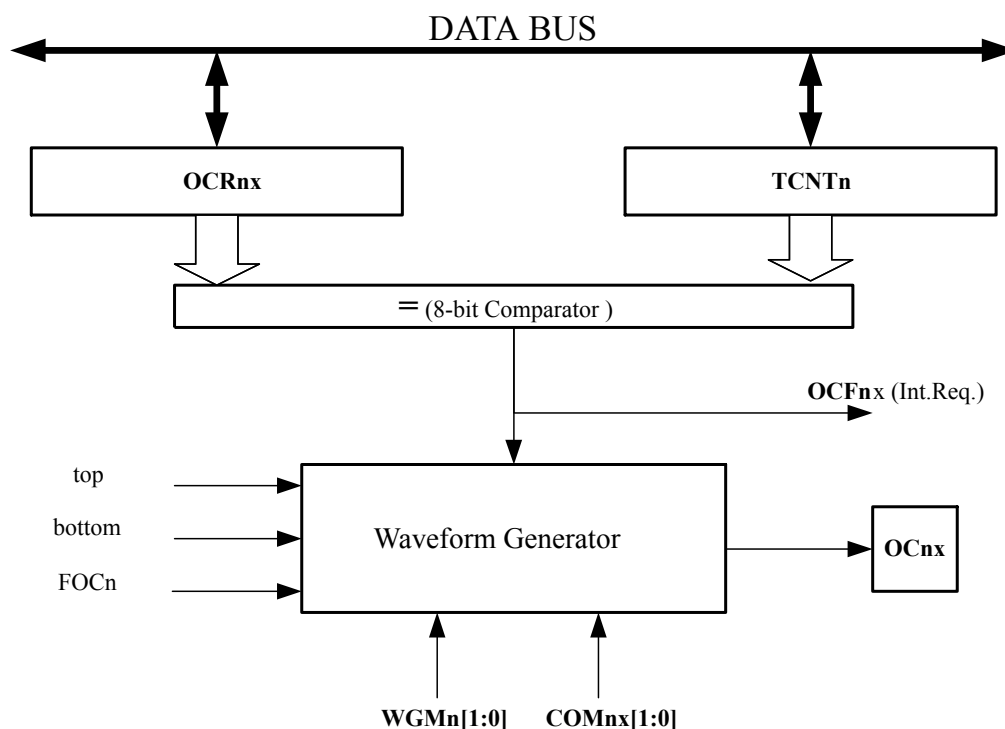 DATA BUS
OCRnx
TCNTn
= (8-bit Comparator )
OCFnx (Int.Req.)
top
bottom
FOCn
Waveform Generator
OCnx
WGMn[1:0]
COMnx[1:0]